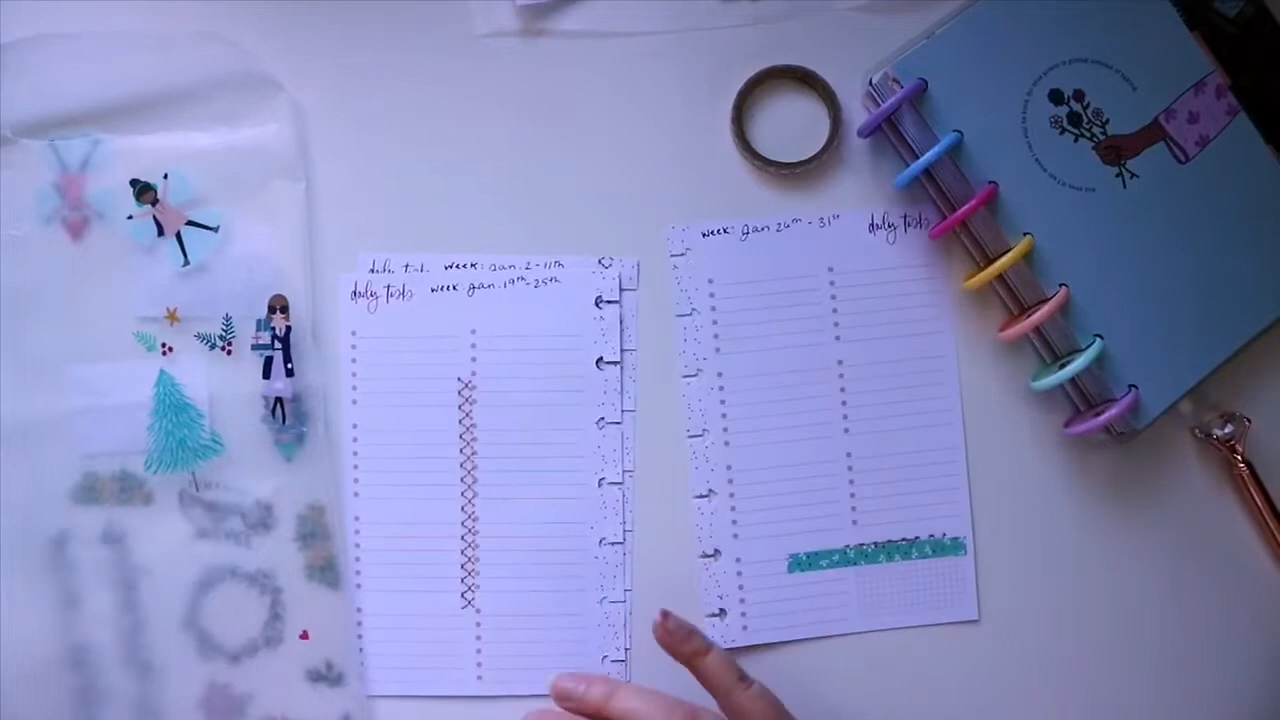 daily tasks week: Jan. 2-11th
daily tasks week: Jan. 19th-25th
week: Jan 26th - 31st daily tasks